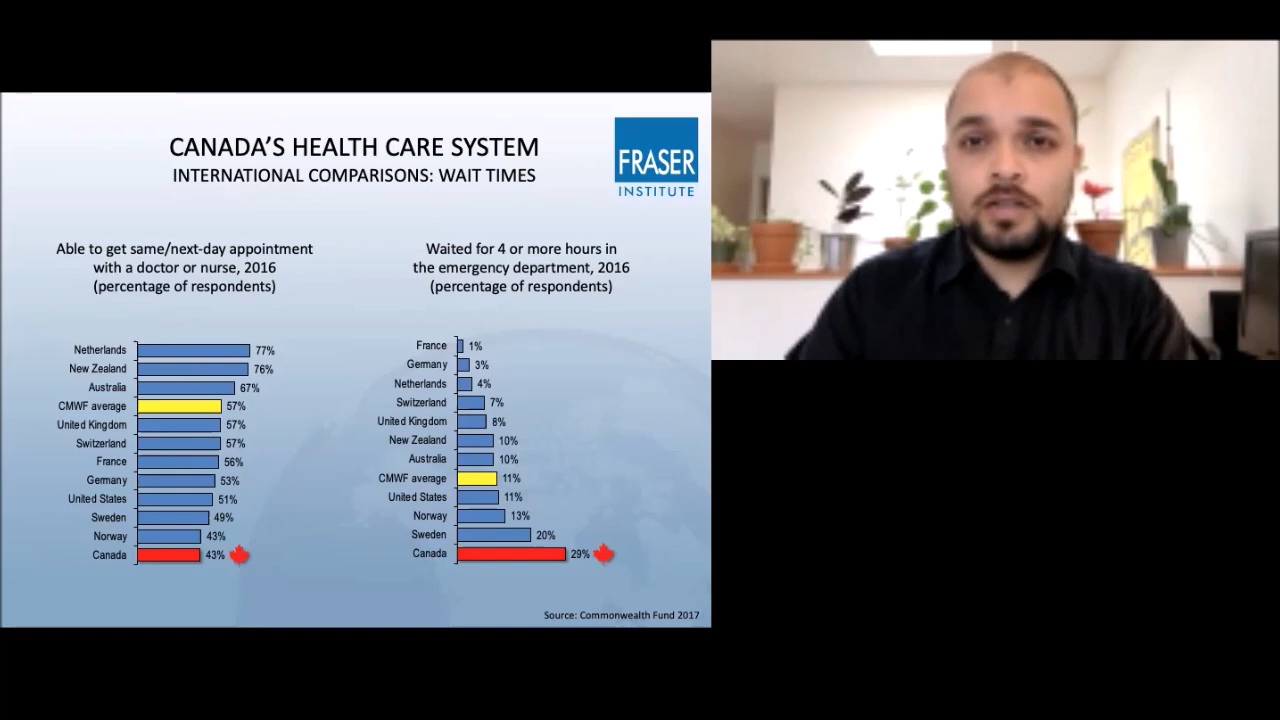 CANADA'S HEALTH CARE SYSTEM
INTERNATIONAL COMPARISONS: WAIT TIMES
FRASER
INSTITUTE
Able to get same/next-day appointment
with a doctor or nurse, 2016
(percentage of respondents)
Netherlands 77%
New Zealand 76%
Australia 67%
CMWF average 57%
United Kingdom 57%
Switzerland 57%
France 56%
Germany 53%
United States 51%
Sweden 49%
Norway 43%
Canada 43%
Waited for 4 or more hours in
the emergency department, 2016
(percentage of respondents)
France 1%
Germany 3%
Netherlands 4%
Switzerland 7%
United Kingdom 8%
New Zealand 10%
Australia 10%
CMWF average 11%
United States 11%
Norway 13%
Sweden 20%
Canada 29%
Source: Commonwealth Fund 2017